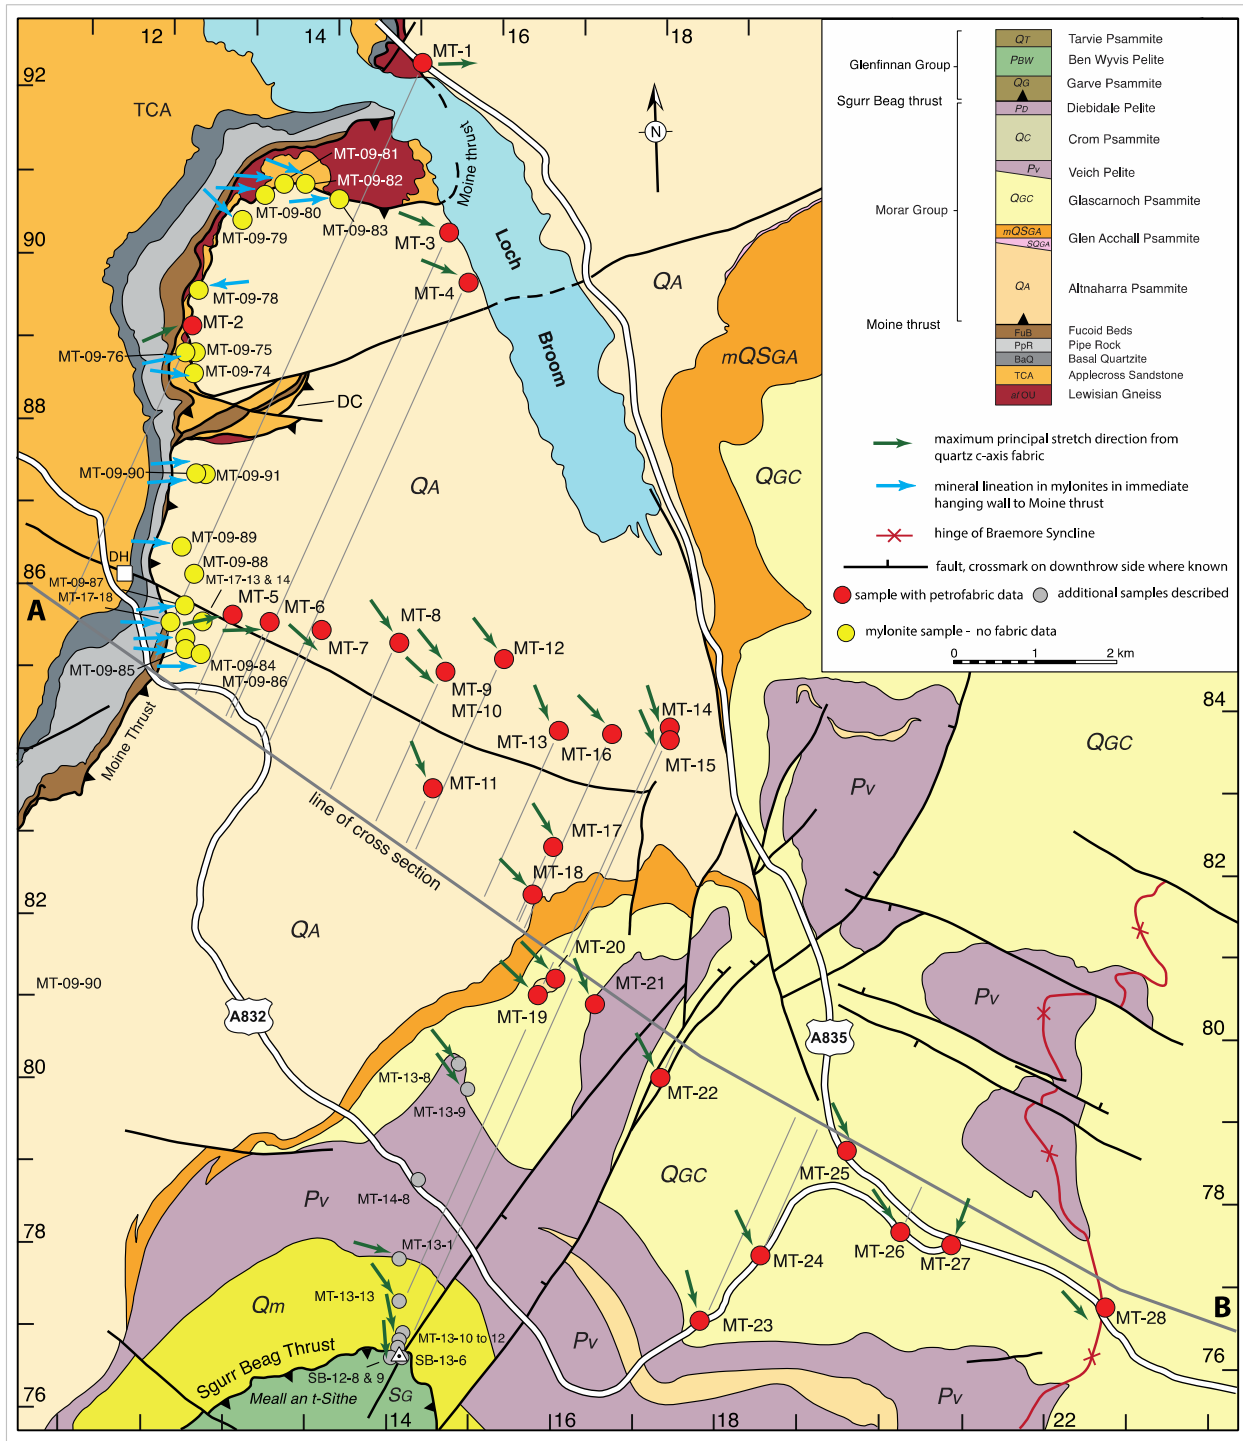 12
14
16
18
92
90
88
86
82
80
78
76
84
82
80
78
76
14
16
18
22
TCA
MT-1
N
Moine thrust
MT-09-81
MT-09-82
MT-09-80
MT-09-83
MT-09-79
MT-3
MT-4
Loch
Broom
QA
MT-09-78
MT-2
MT-09-76
MT-09-75
MT-09-74
DC
mQSGA
QGC
MT-09-90
MT-09-91
QA
MT-09-89
DH
MT-09-88
MT-09-87
MT-17-13 & 14
MT-17-18
A
MT-5
MT-6
MT-7
MT-8
MT-12
MT-9
MT-10
MT-09-85
MT-09-84
MT-09-86
Moine Thrust
MT-13
MT-16
MT-14
MT-15
MT-11
line of cross section
MT-17
MT-18
QGC
Pv
QA
MT-09-90
MT-20
MT-21
MT-19
A832
A835
Pv
MT-13-8
MT-13-9
MT-22
MT-14-8
Pv
QGC
MT-25
MT-13-1
MT-26
MT-27
MT-24
Qm
MT-13-13
MT-23
MT-28
B
Sgurr Beag Thrust
MT-13-10 to 12
SB-13-6
SB-12-8 & 9
Meall an t-Sithe
SG
Pv
Pv
Glenfinnan Group
Sgurr Beag thrust
Morar Group
Moine thrust
QT Tarvie Psammite
PBW Ben Wyvis Pelite
QG Garve Psammite
PD Diebidale Pelite
QC Crom Psammite
PV Veich Pelite
QGC Glascarnoch Psammite
mQSGA
SQGA
Glen Acchall Psammite
QA Altnaharra Psammite
FuB Fucoid Beds
PpR Pipe Rock
BaQ Basal Quartzite
TCA Applecross Sandstone
al OU Lewisian Gneiss
maximum principal stretch direction from
quartz c-axis fabric
mineral lineation in mylonites in immediate
hanging wall to Moine thrust
hinge of Braemore Syncline
fault, crossmark on downthrow side where known
sample with petrofabric data
additional samples described
mylonite sample - no fabric data
0 1 2 km